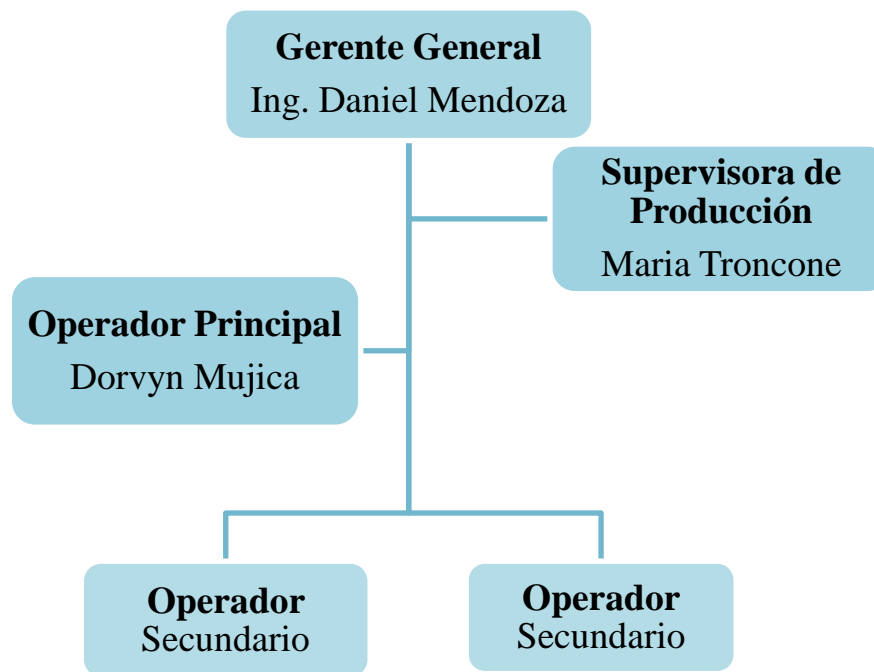 Gerente General
Ing. Daniel Mendoza
Supervisora de
Producción
Maria Troncone
Operador Principal
Dorvyn Mujica
Operador
Secundario
Operador
Secundario